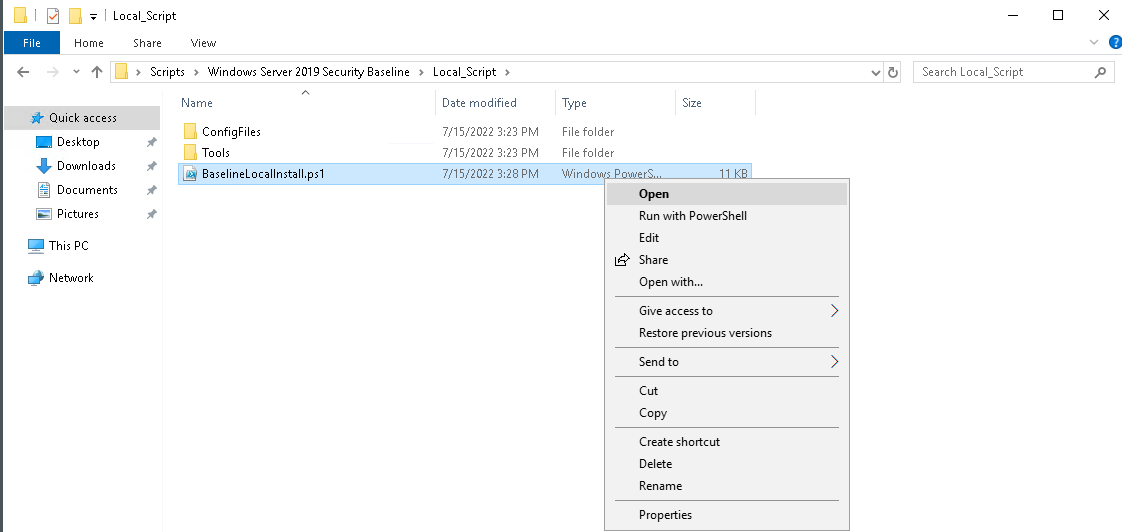 Local_Script
File Home Share View
Scripts Windows Server 2019 Security Baseline Local_Script Search Local_Script
Name Date modified Type Size
Quick access
Desktop
Downloads
Documents
Pictures
This PC
Network
ConfigFiles 7/15/2022 3:23 PM File folder
Tools 7/15/2022 3:23 PM File folder
BaselineLocalInstall.ps1 7/15/2022 3:28 PM Windows PowerS... 11 KB
Open
Run with PowerShell
Edit
Share
Open with...
Give access to
Restore previous versions
Send to
Cut
Copy
Create shortcut
Delete
Rename
Properties